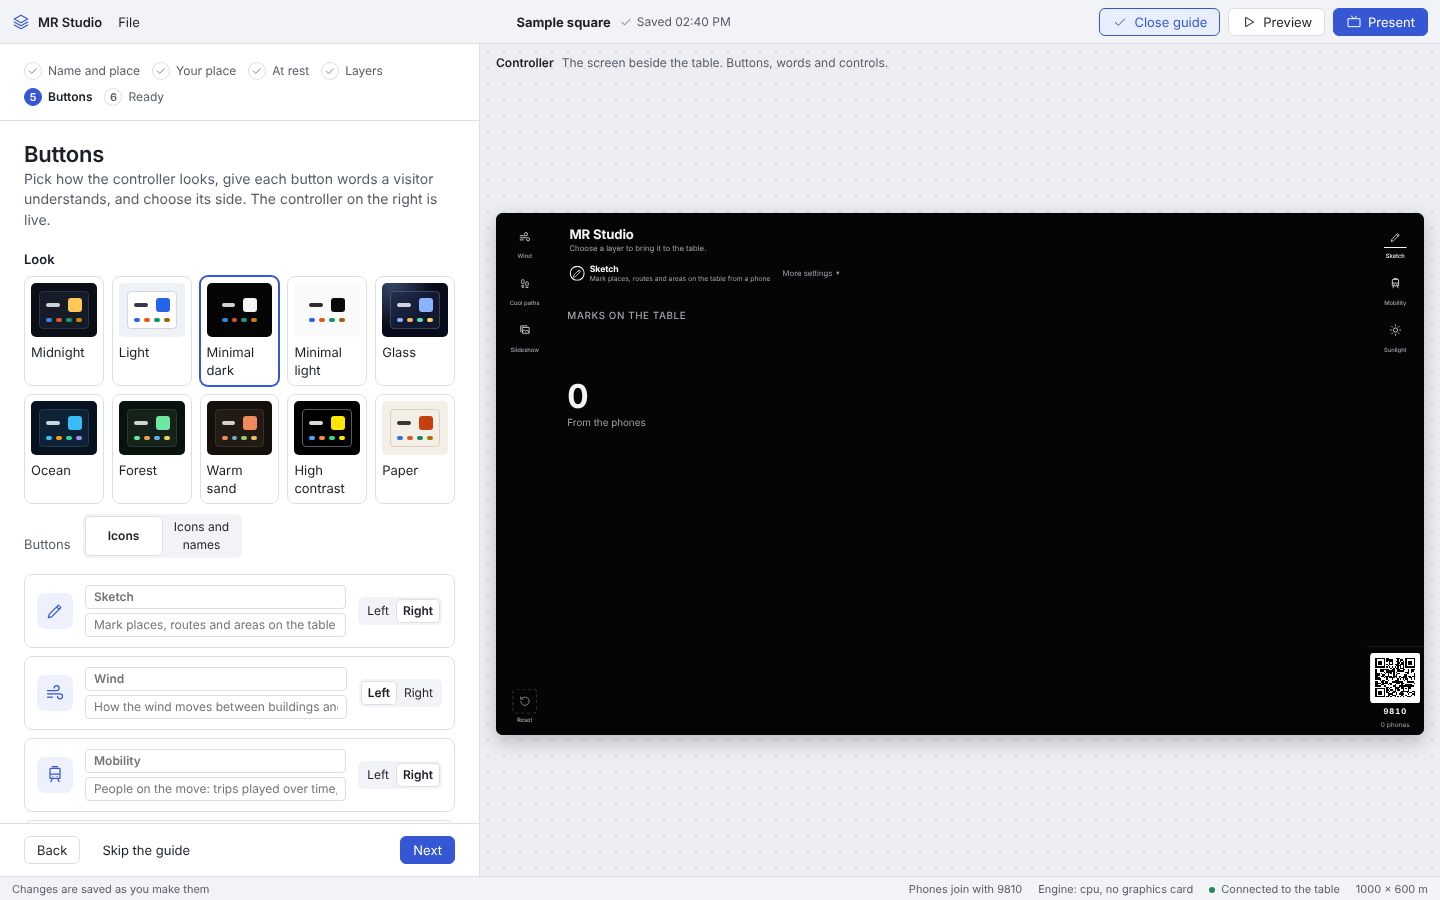 MR Studio File Sample square Saved 02:40 PM Close guide Preview Present
Name and place Your place At rest Layers
5 Buttons 6 Ready
Buttons
Pick how the controller looks, give each button words a visitor
understands, and choose its side. The controller on the right is
live.
Look
Midnight Light Minimal dark Minimal light Glass
Ocean Forest Warm sand High contrast Paper
Buttons Icons Icons and names
Sketch
Mark places, routes and areas on the table
Left Right
Wind
How the wind moves between buildings an
Left Right
Mobility
People on the move: trips played over time,
Left Right
Back Skip the guide Next
Controller The screen beside the table. Buttons, words and controls.
Wind
Cool paths
Slideshow
MR Studio
Choose a layer to bring it to the table.
Sketch
Mark places, routes and areas on the table from a phone
More settings
MARKS ON THE TABLE
0
From the phones
Sketch
Mobility
Sunlight
Reset
9810
0 phones
Changes are saved as you make them Phones join with 9810 Engine: cpu, no graphics card Connected to the table 1000 × 600 m